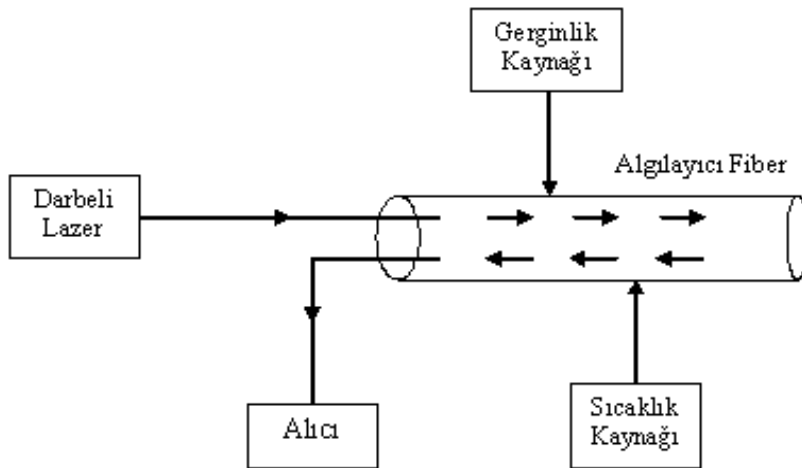 Gerginlik
Kaynağı
Algılayıcı Fiber
Darbeli
Lazer
Alıcı
Sıcaklık
Kaynağı